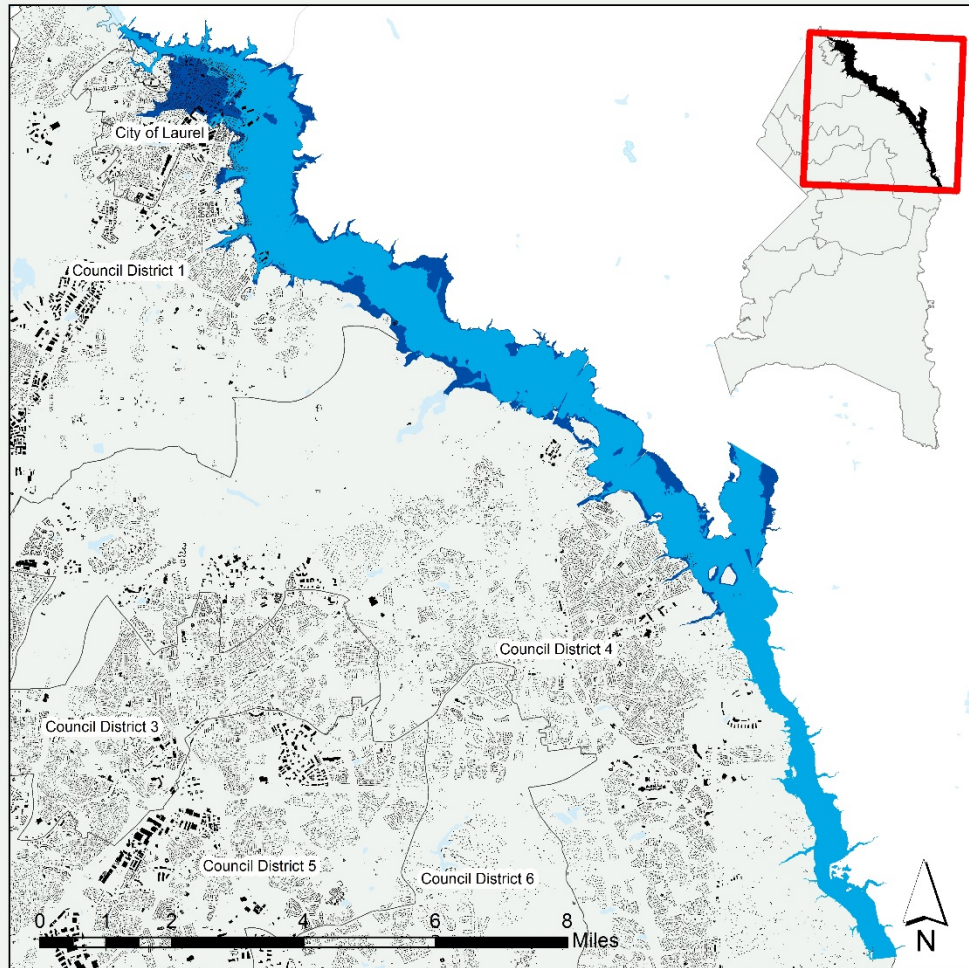 City of Laurel
Council District 1
Council District 4
Council District 3
Council District 5
Council District 6
0 1 2 4 6 8
Miles
N